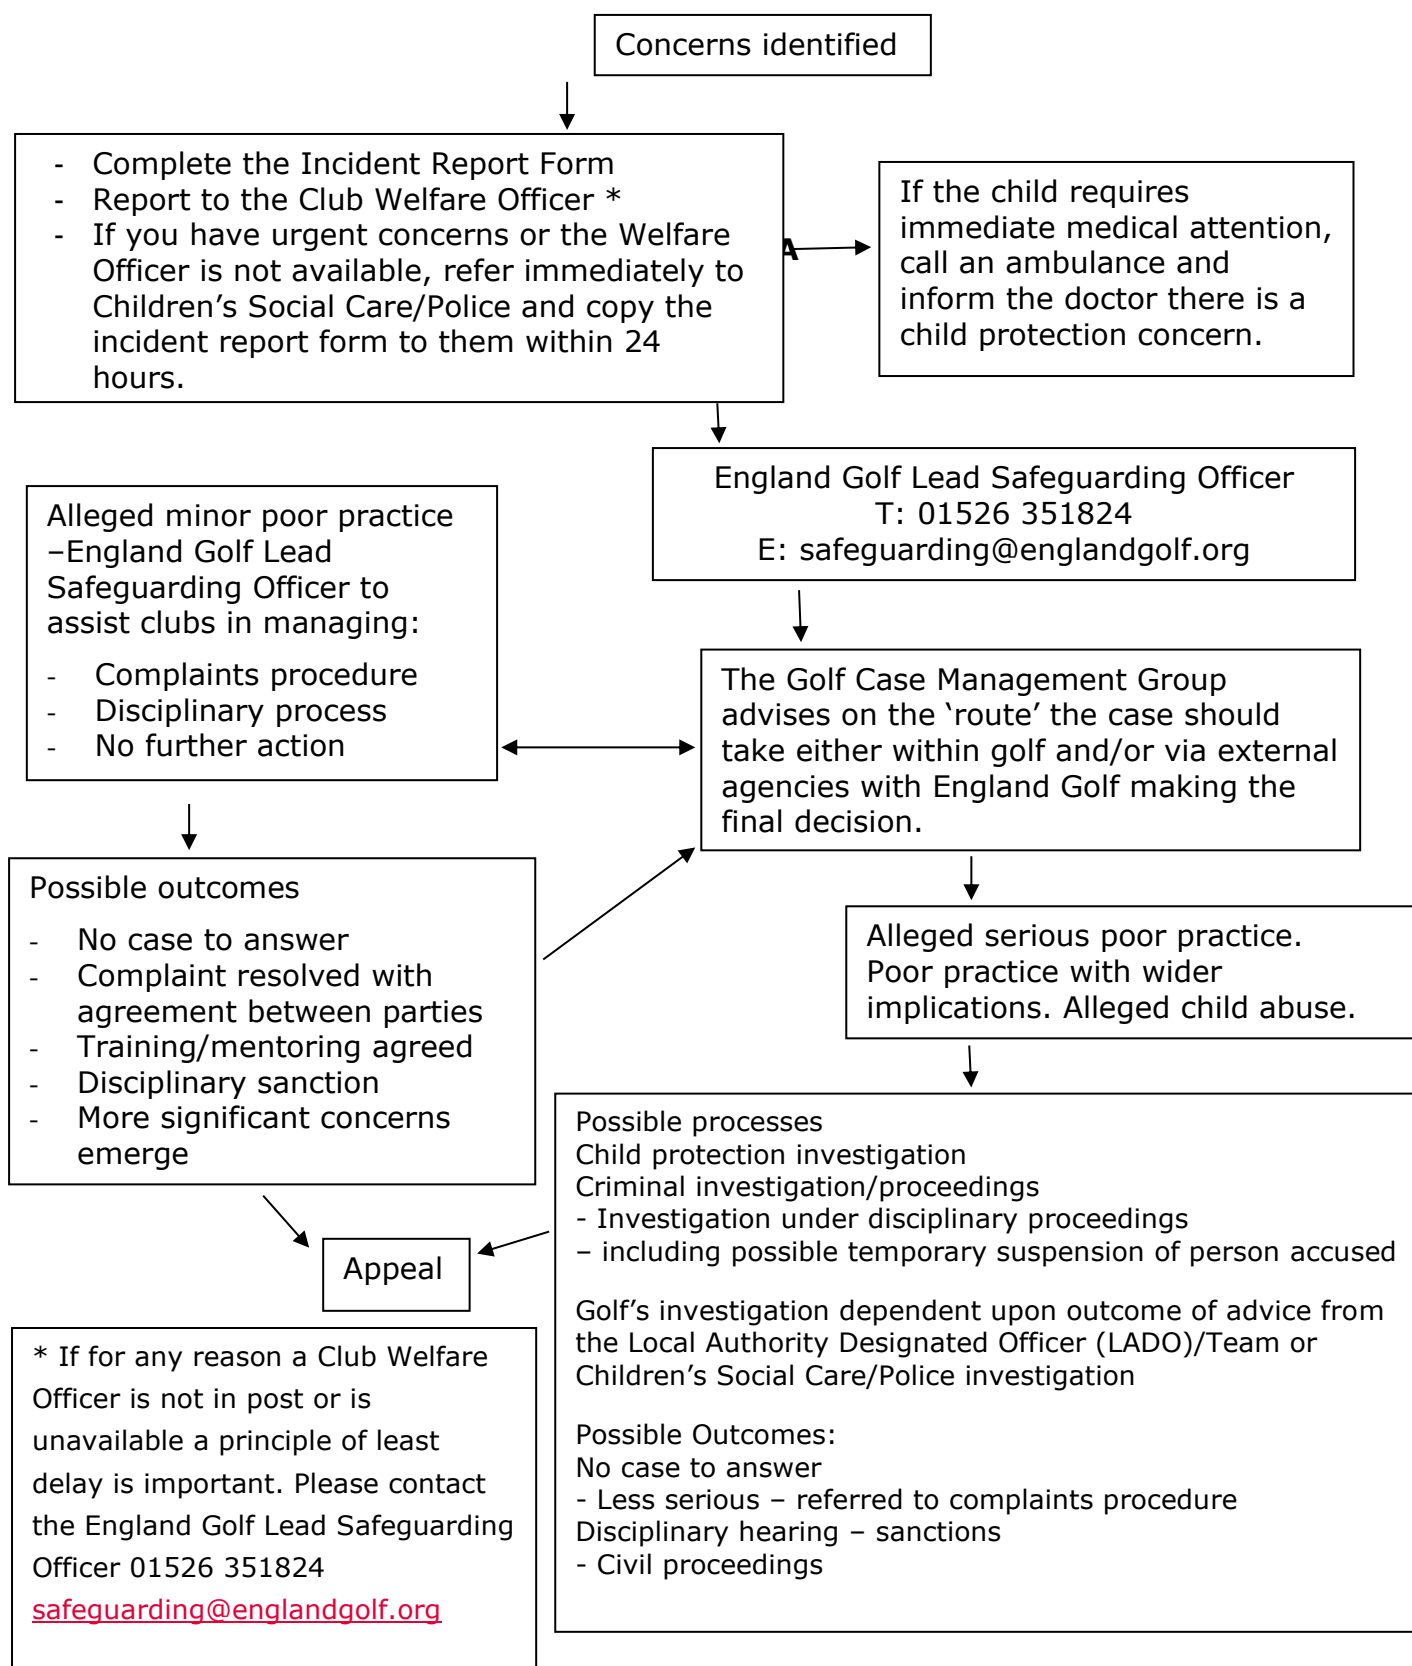 Concerns identified
- Complete the Incident Report Form
- Report to the Club Welfare Officer *
- If you have urgent concerns or the Welfare
Officer is not available, refer immediately to
Children’s Social Care/Police and copy the
incident report form to them within 24
hours.
A
If the child requires
immediate medical attention,
call an ambulance and
inform the doctor there is a
child protection concern.
England Golf Lead Safeguarding Officer
T: 01526 351824
E: safeguarding@englandgolf.org
Alleged minor poor practice
–England Golf Lead
Safeguarding Officer to
assist clubs in managing:
- Complaints procedure
- Disciplinary process
- No further action
The Golf Case Management Group
advises on the ‘route’ the case should
take either within golf and/or via external
agencies with England Golf making the
final decision.
Possible outcomes
- No case to answer
- Complaint resolved with
agreement between parties
- Training/mentoring agreed
- Disciplinary sanction
- More significant concerns
emerge
Alleged serious poor practice.
Poor practice with wider
implications. Alleged child abuse.
Possible processes
Child protection investigation
Criminal investigation/proceedings
- Investigation under disciplinary proceedings
– including possible temporary suspension of person accused
Golf’s investigation dependent upon outcome of advice from
the Local Authority Designated Officer (LADO)/Team or
Children’s Social Care/Police investigation
Possible Outcomes:
No case to answer
- Less serious – referred to complaints procedure
Disciplinary hearing – sanctions
- Civil proceedings
Appeal
* If for any reason a Club Welfare
Officer is not in post or is
unavailable a principle of least
delay is important. Please contact
the England Golf Lead Safeguarding
Officer 01526 351824
safeguarding@englandgolf.org